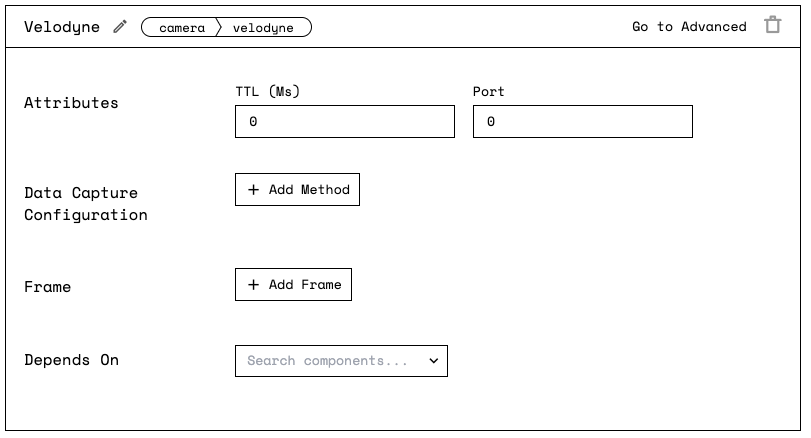 Velodyne camera velodyne Go to Advanced
Attributes
TTL (Ms) Port
0 0
Data Capture
Configuration
+ Add Method
Frame
+ Add Frame
Depends On
Search components...